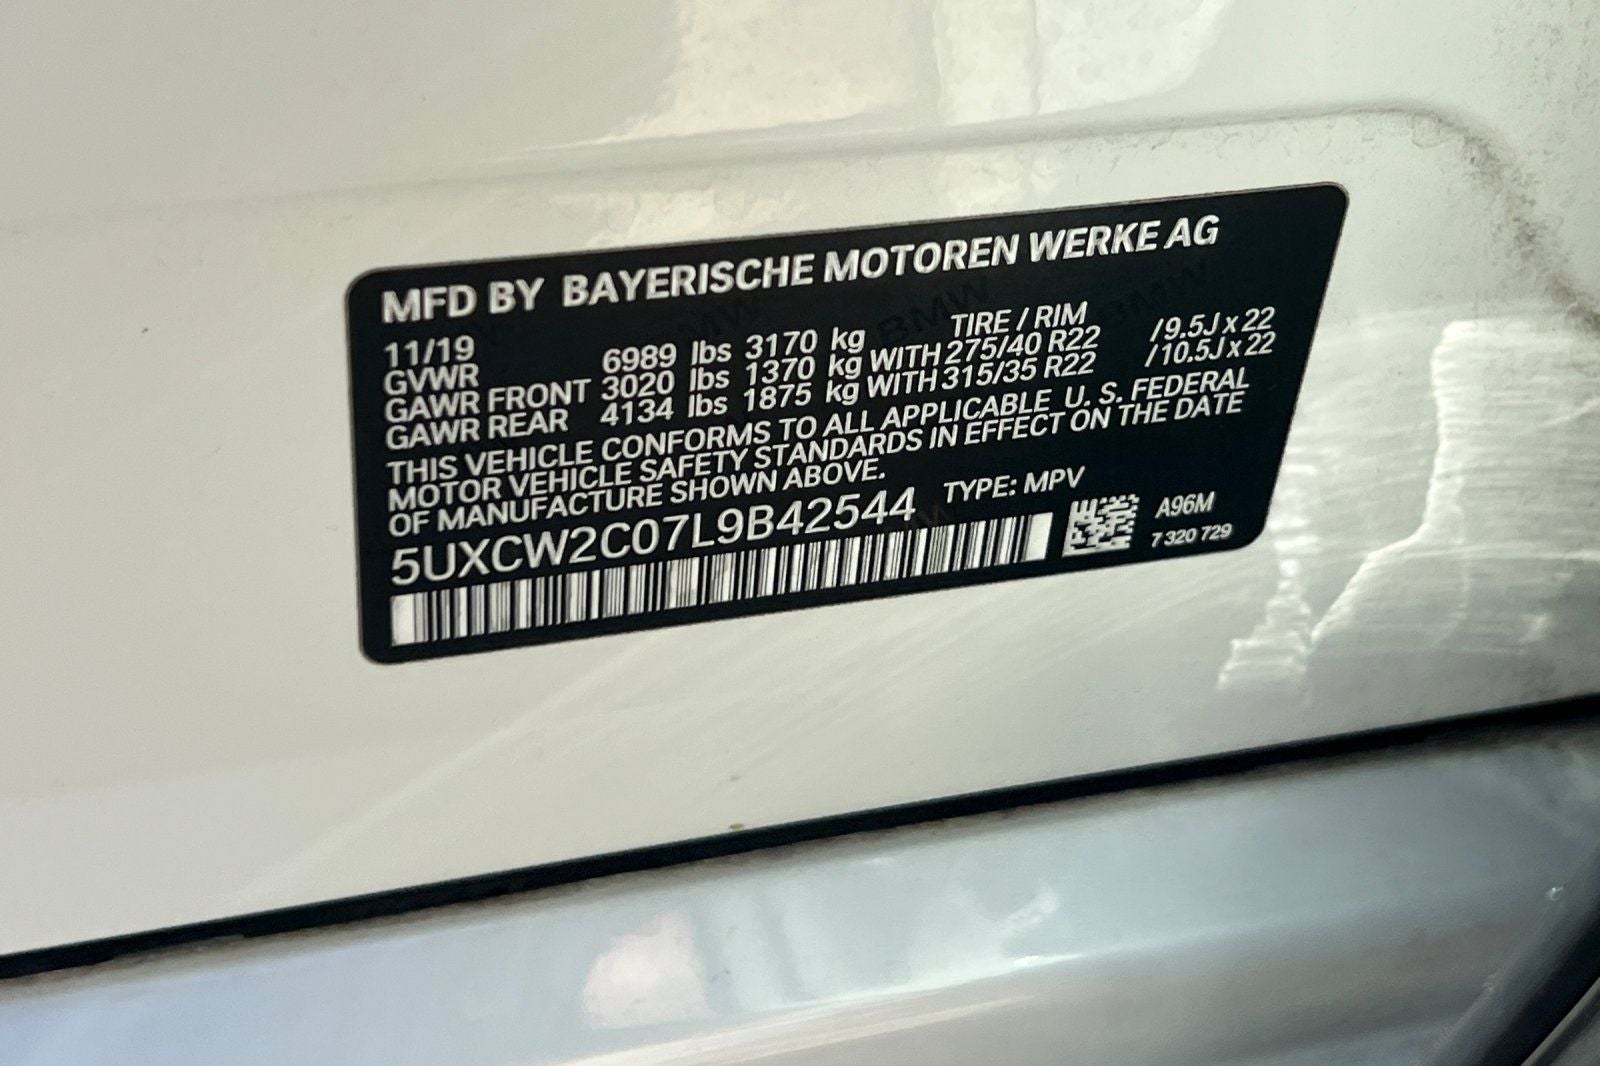 MFD BY BAYERISCHE MOTOREN WERKE AG
11/19 TIRE / RIM
GVWR 6989 lbs 3170 kg
GAWR FRONT 3020 lbs 1370 kg WITH 275/40 R22 /9.5J x 22
GAWR REAR 4134 lbs 1875 kg WITH 315/35 R22 /10.5J x 22
THIS VEHICLE CONFORMS TO ALL APPLICABLE U. S. FEDERAL
MOTOR VEHICLE SAFETY STANDARDS IN EFFECT ON THE DATE
OF MANUFACTURE SHOWN ABOVE.
5UXCW2C07L9B42544 TYPE: MPV
A96M
7 320 729
BMW
BMW
BMW